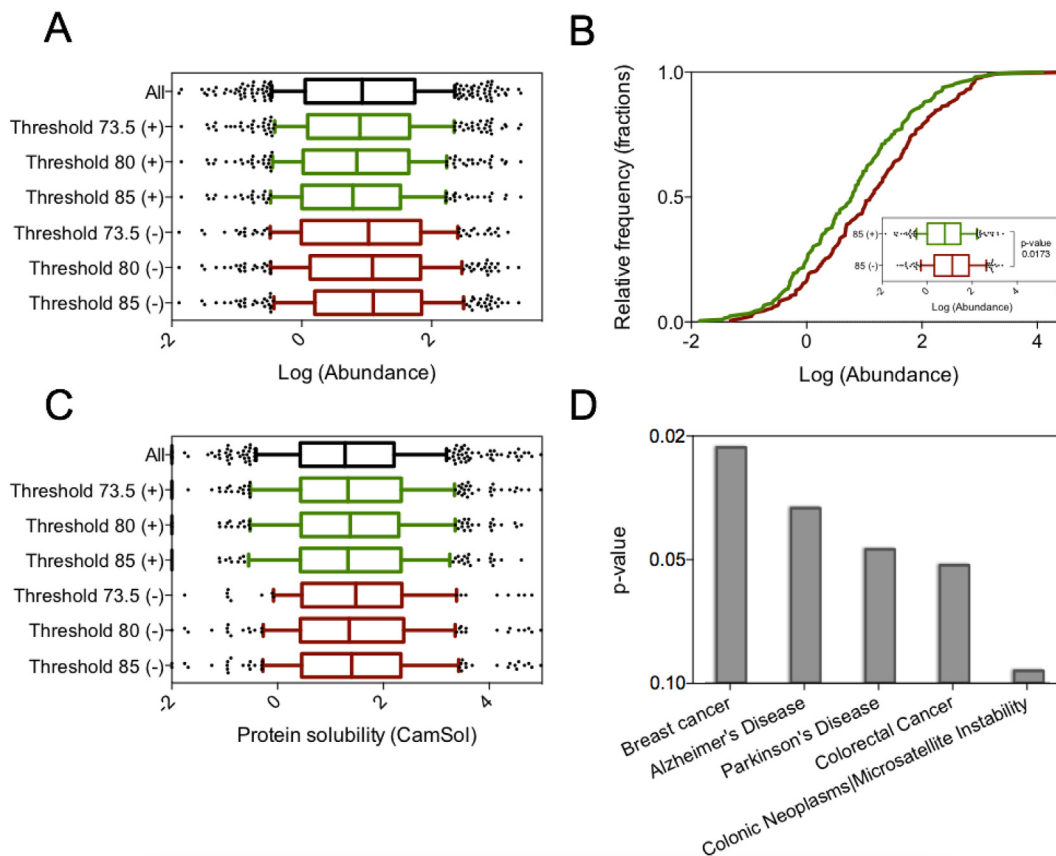 A
All
Threshold 73.5 (+)
Threshold 80 (+)
Threshold 85 (+)
Threshold 73.5 (-)
Threshold 80 (-)
Threshold 85 (-)
-2
0
2
Log (Abundance)
B
Relative frequency (fractions)
1.0
0.5
0.0
-2
0
2
4
Log (Abundance)
85 (+)
85 (-)
p-value
0.0173
-2
0
2
4
Log (Abundance)
C
All
Threshold 73.5 (+)
Threshold 80 (+)
Threshold 85 (+)
Threshold 73.5 (-)
Threshold 80 (-)
Threshold 85 (-)
-2
0
2
4
Protein solubility (CamSol)
D
p-value
0.02
0.05
0.10
Breast cancer
Alzheimer's Disease
Parkinson's Disease
Colorectal Cancer
Colonic Neoplasms|Microsatellite Instability